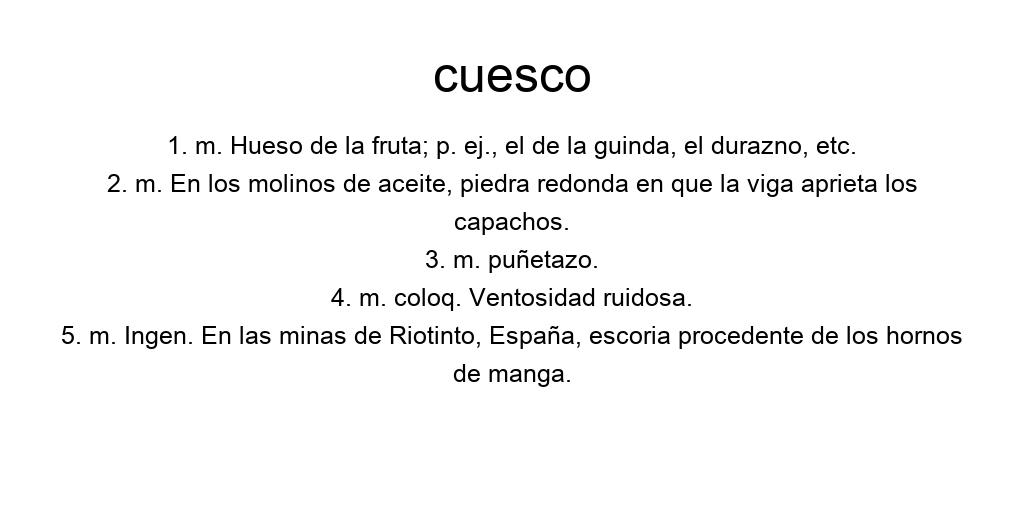 cuesco
1. m. Hueso de la fruta; p. ej., el de la guinda, el durazno, etc.
2. m. En los molinos de aceite, piedra redonda en que la viga aprieta los
capachos.
3. m. puñetazo.
4. m. coloq. Ventosidad ruidosa.
5. m. Ingen. En las minas de Riotinto, España, escoria procedente de los hornos
de manga.